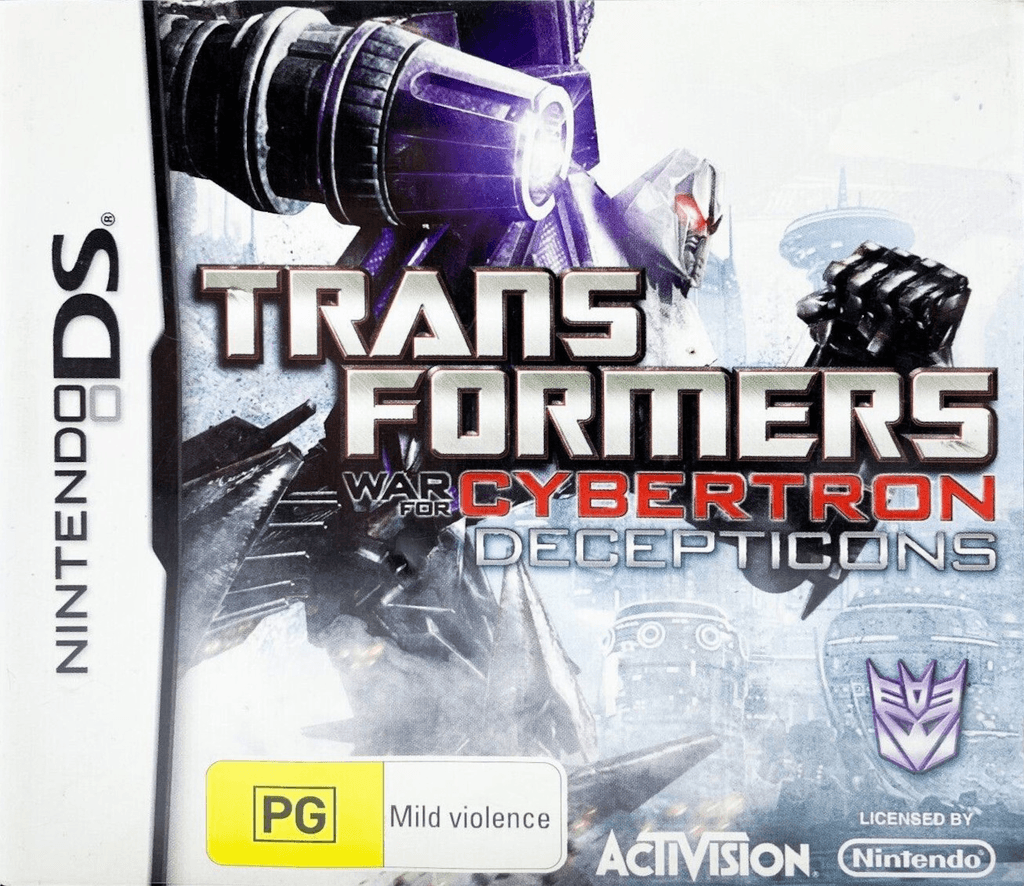 NINTENDO DS®
TRANS
FORMERS
WAR FOR CYBERTRON
DECEPTICONS
PG Mild violence
LICENSED BY
ACTIVISION. Nintendo®